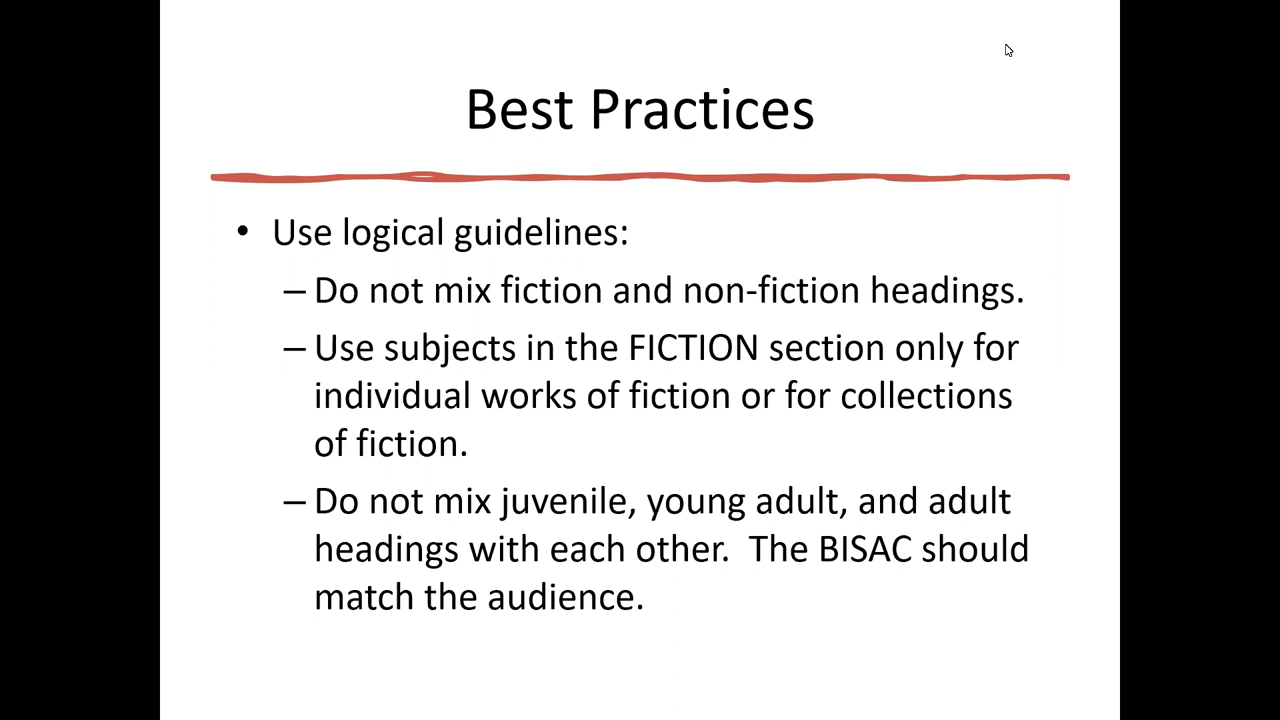 Best Practices
• Use logical guidelines:
– Do not mix fiction and non-fiction headings.
– Use subjects in the FICTION section only for
individual works of fiction or for collections
of fiction.
– Do not mix juvenile, young adult, and adult
headings with each other.  The BISAC should
match the audience.